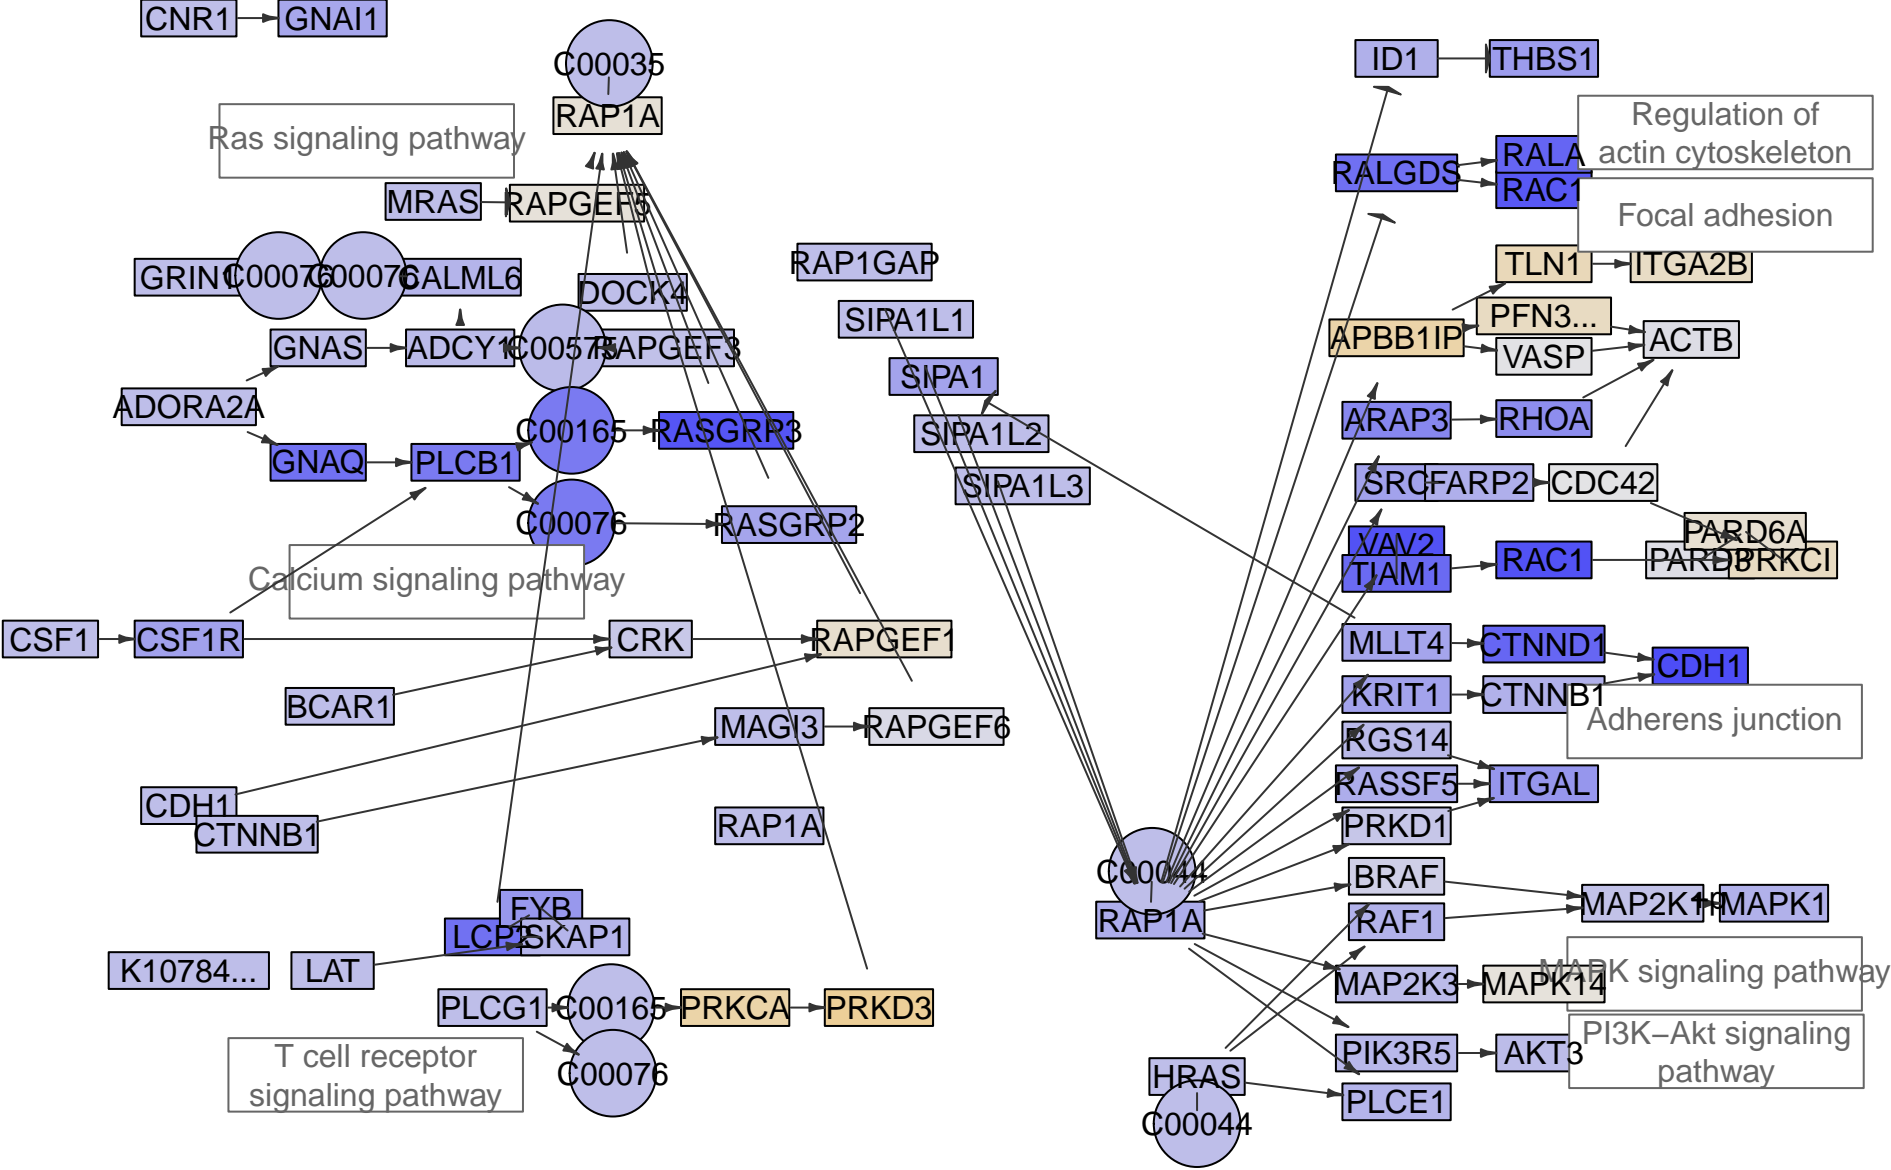 CNR1
GNAI1
C00035
RAP1A
Ras signaling pathway
MRAS
RAPGEF5
GRIN1
C00076
C00076
CALML6
DOCK4
GNAS
ADCY1
C00575
RAPGEF3
ADORA2A
C00165
RASGRP3
GNAQ
PLCB1
C00076
RASGRP2
Calcium signaling pathway
CSF1
CSF1R
CRK
RAPGEF1
BCAR1
MAGI3
RAPGEF6
CDH1
CTNNB1
RAP1A
FYB
LCP2
SKAP1
K10784...
LAT
PLCG1
C00165
PRKCA
PRKD3
T cell receptor
signaling pathway
C00076
RAP1GAP
SIPA1L1
SIPA1
SIPA1L2
SIPA1L3
C00044
RAP1A
HRAS
C00044
ID1
THBS1
Regulation of
actin cytoskeleton
RALGDS
RALA
RAC1
Focal adhesion
TLN1
ITGA2B
APBB1IP
PFN3...
VASP
ACTB
ARAP3
RHOA
SRC
FARP2
CDC42
VAV2
TIAM1
RAC1
PARD6A
PARD3
PRKCI
MLLT4
CTNND1
CDH1
KRIT1
CTNNB1
Adherens junction
RGS14
RASSF5
ITGAL
PRKD1
BRAF
RAF1
MAP2K1
+p
MAPK1
MAPK signaling pathway
MAP2K3
MAPK14
PIK3R5
AKT3
PI3K−Akt signaling
pathway
PLCE1